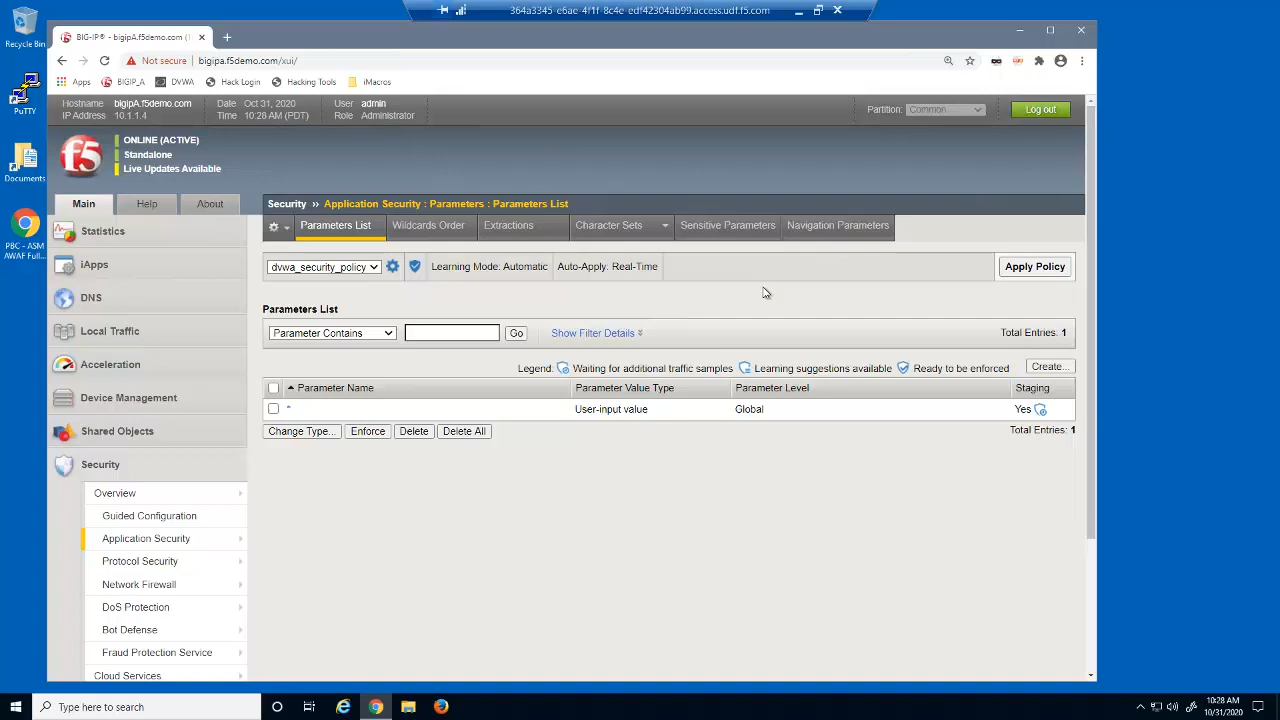 364a3345-e6ae-4f1f-8c4e-edf42304ab99.access.udf.f5.com
Recycle Bin
PuTTY
Documents
PBC - ASM
AWAF Full...
BIG-IP® - bigipA.f5demo.com (1
Not secure | bigipa.f5demo.com/xui/
Apps BIGIP_A DVWA Hack Login Hacking Tools iMacros
Hostname bigipA.f5demo.com Date Oct 31, 2020 User admin
IP Address 10.1.1.4 Time 10:28 AM (PDT) Role Administrator
Partition: Common Log out
f5
ONLINE (ACTIVE)
Standalone
Live Updates Available
Main Help About
Security ›› Application Security : Parameters : Parameters List
Parameters List Wildcards Order Extractions Character Sets Sensitive Parameters Navigation Parameters
dvwa_security_policy Learning Mode: Automatic Auto-Apply: Real-Time Apply Policy
Parameters List
Parameter Contains Go Show Filter Details Total Entries: 1
Legend: Waiting for additional traffic samples Learning suggestions available Ready to be enforced Create...
Parameter Name Parameter Value Type Parameter Level Staging
* User-input value Global Yes
Change Type... Enforce Delete Delete All Total Entries: 1
Statistics
iApps
DNS
Local Traffic
Acceleration
Device Management
Shared Objects
Security
Overview
Guided Configuration
Application Security
Protocol Security
Network Firewall
DoS Protection
Bot Defense
Fraud Protection Service
Cloud Services
Type here to search
10:28 AM
10/31/2020